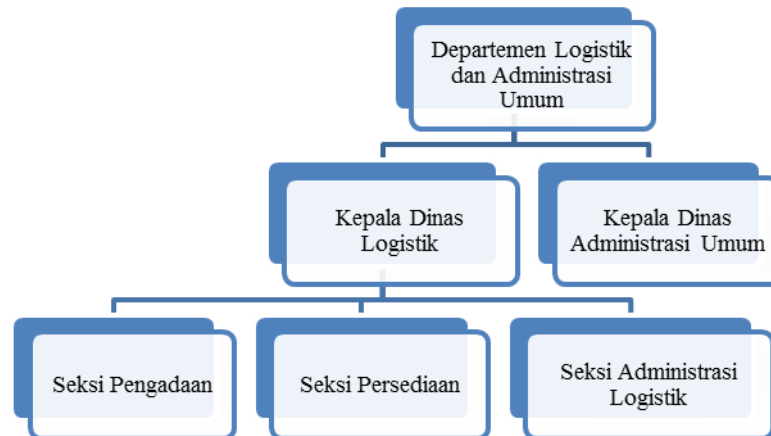 Departemen Logistik
dan Administrasi
Umum
Kepala Dinas
Logistik
Kepala Dinas
Administrasi Umum
Seksi Pengadaan
Seksi Persediaan
Seksi Administrasi
Logistik